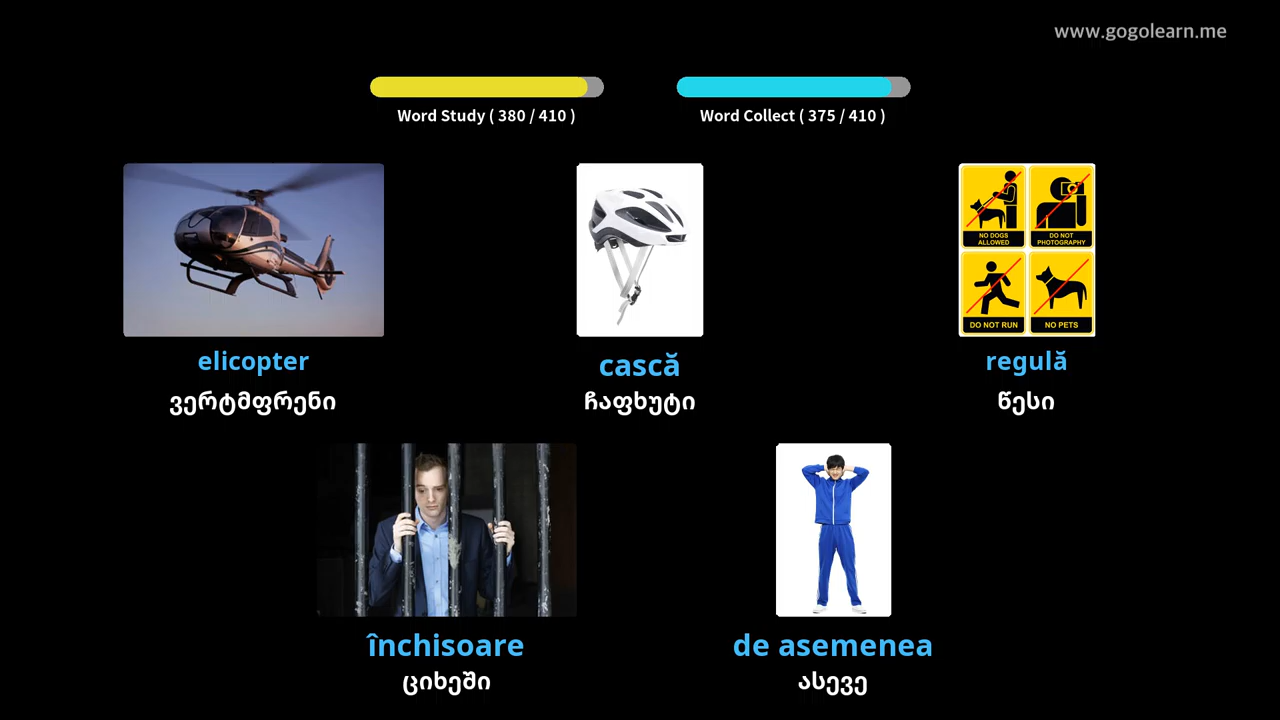 www.gogolearn.me
Word Study ( 380 / 410 )
Word Collect ( 375 / 410 )
NO DOGS
ALLOWED
DO NOT
PHOTOGRAPHY
DO NOT RUN
NO PETS
elicopter
cască
regulă
ვერტმფრენი
ჩაფხუტი
წესი
închisoare
de asemenea
ციხეში
ასევე